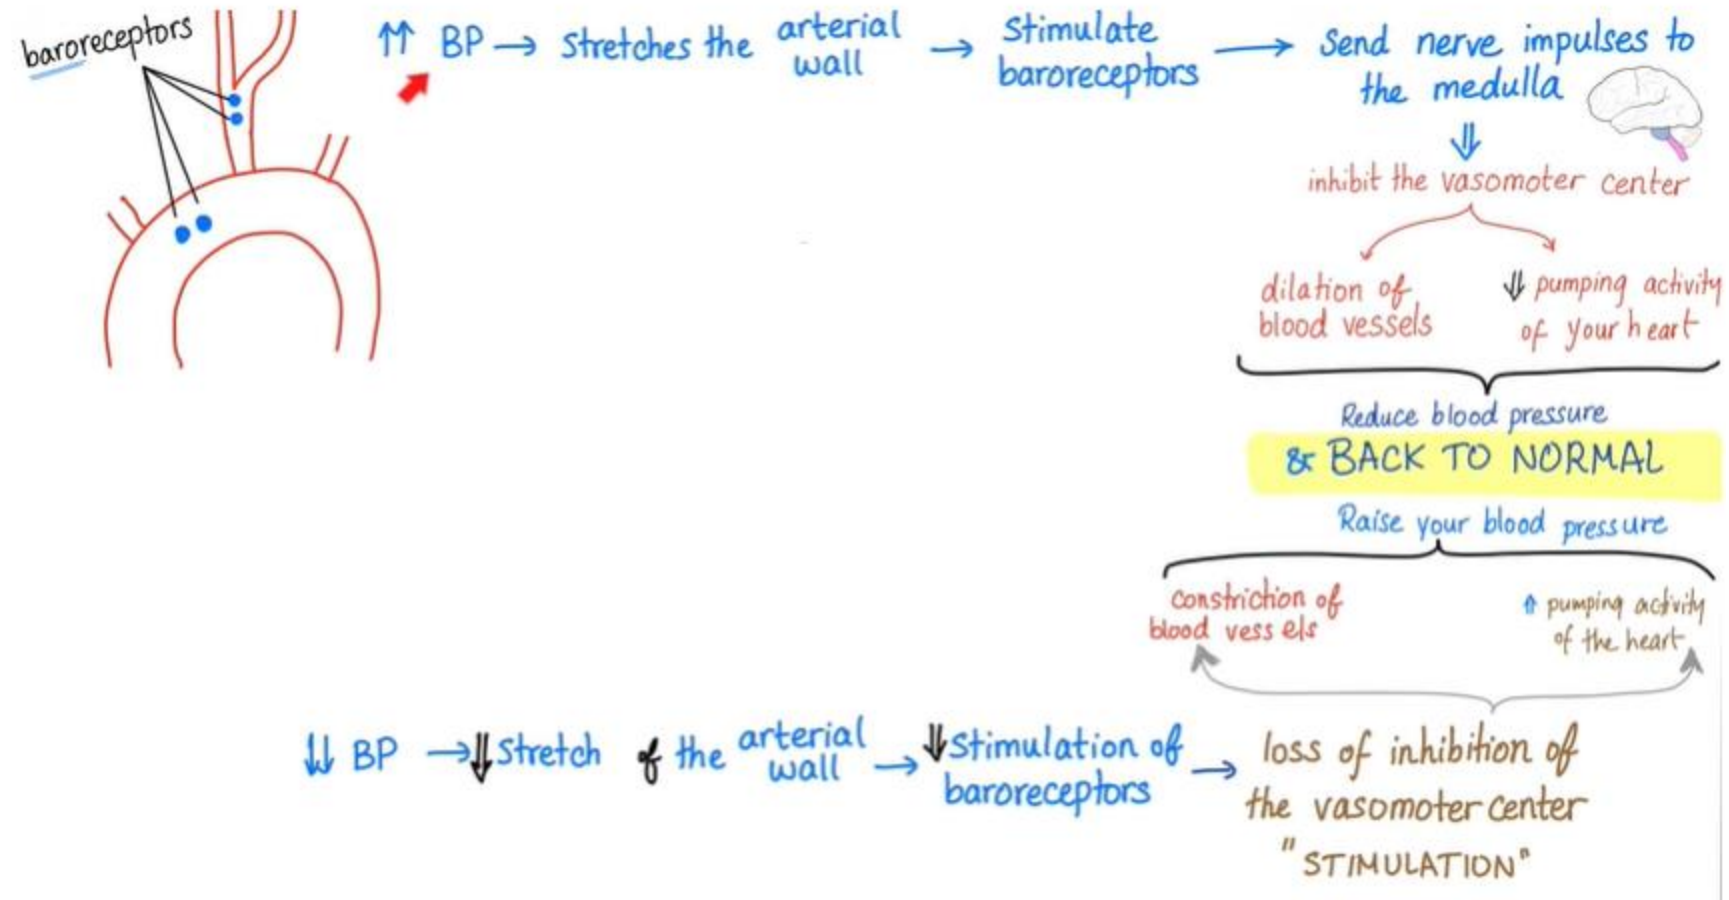 baroreceptors
↑↑ BP → Stretches the arterial wall → Stimulate baroreceptors → Send nerve impulses to the medulla
⇓
inhibit the vasomoter center
dilation of
blood vessels
⇓ pumping activity
of your heart
Reduce blood pressure
& BACK TO NORMAL
Raise your blood pressure
constriction of
blood vessels
⇑ pumping activity
of the heart
↓↓ BP → ⇓ Stretch of the arterial wall → ⇓ Stimulation of baroreceptors → loss of inhibition of
the vasomoter center
"STIMULATION"